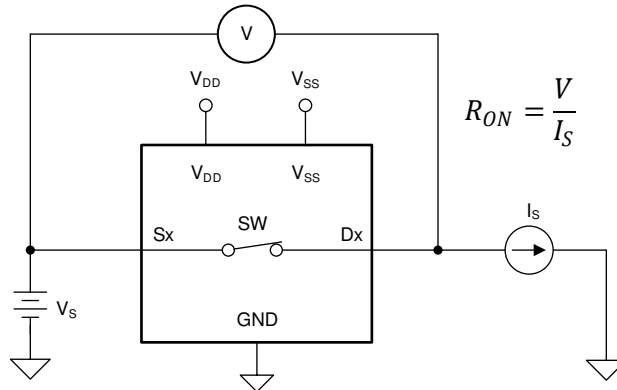 V
V_DD V_SS
R_ON = V/I_S
V_DD V_SS
I_S
Sx SW Dx
V_S
GND